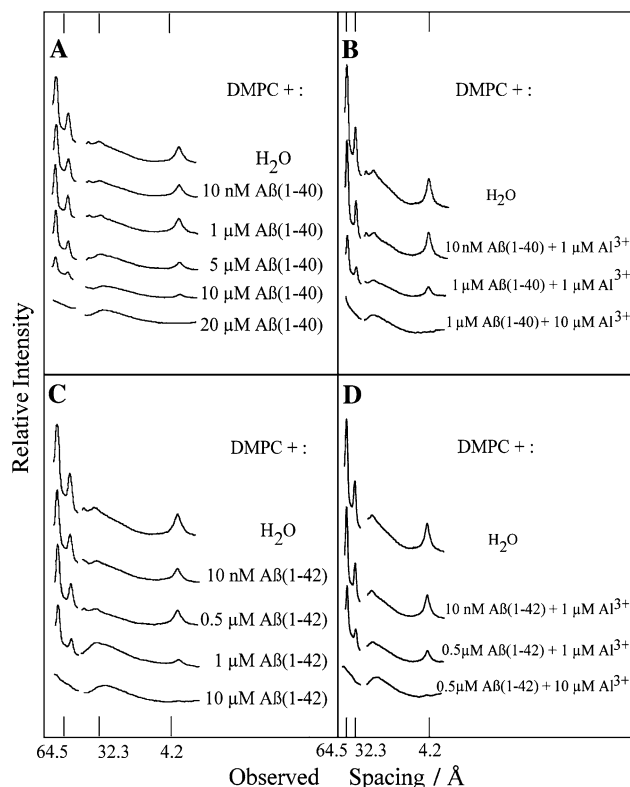 A
DMPC + :
H2O
10 nM Aß(1-40)
1 µM Aß(1-40)
5 µM Aß(1-40)
10 µM Aß(1-40)
20 µM Aß(1-40)
B
DMPC + :
H2O
10 nM Aß(1-40) + 1 µM Al3+
1 µM Aß(1-40) + 1 µM Al3+
1 µM Aß(1-40) + 10 µM Al3+
Relative Intensity
C
DMPC + :
H2O
10 nM Aß(1-42)
0.5 µM Aß(1-42)
1 µM Aß(1-42)
10 µM Aß(1-42)
D
DMPC + :
H2O
10 nM Aß(1-42) + 1 µM Al3+
0.5µM Aß(1-42) + 1 µM Al3+
0.5µM Aß(1-42) + 10 µM Al3+
64.5 32.3 4.2 64.5 32.3 4.2
Observed Spacing / Å